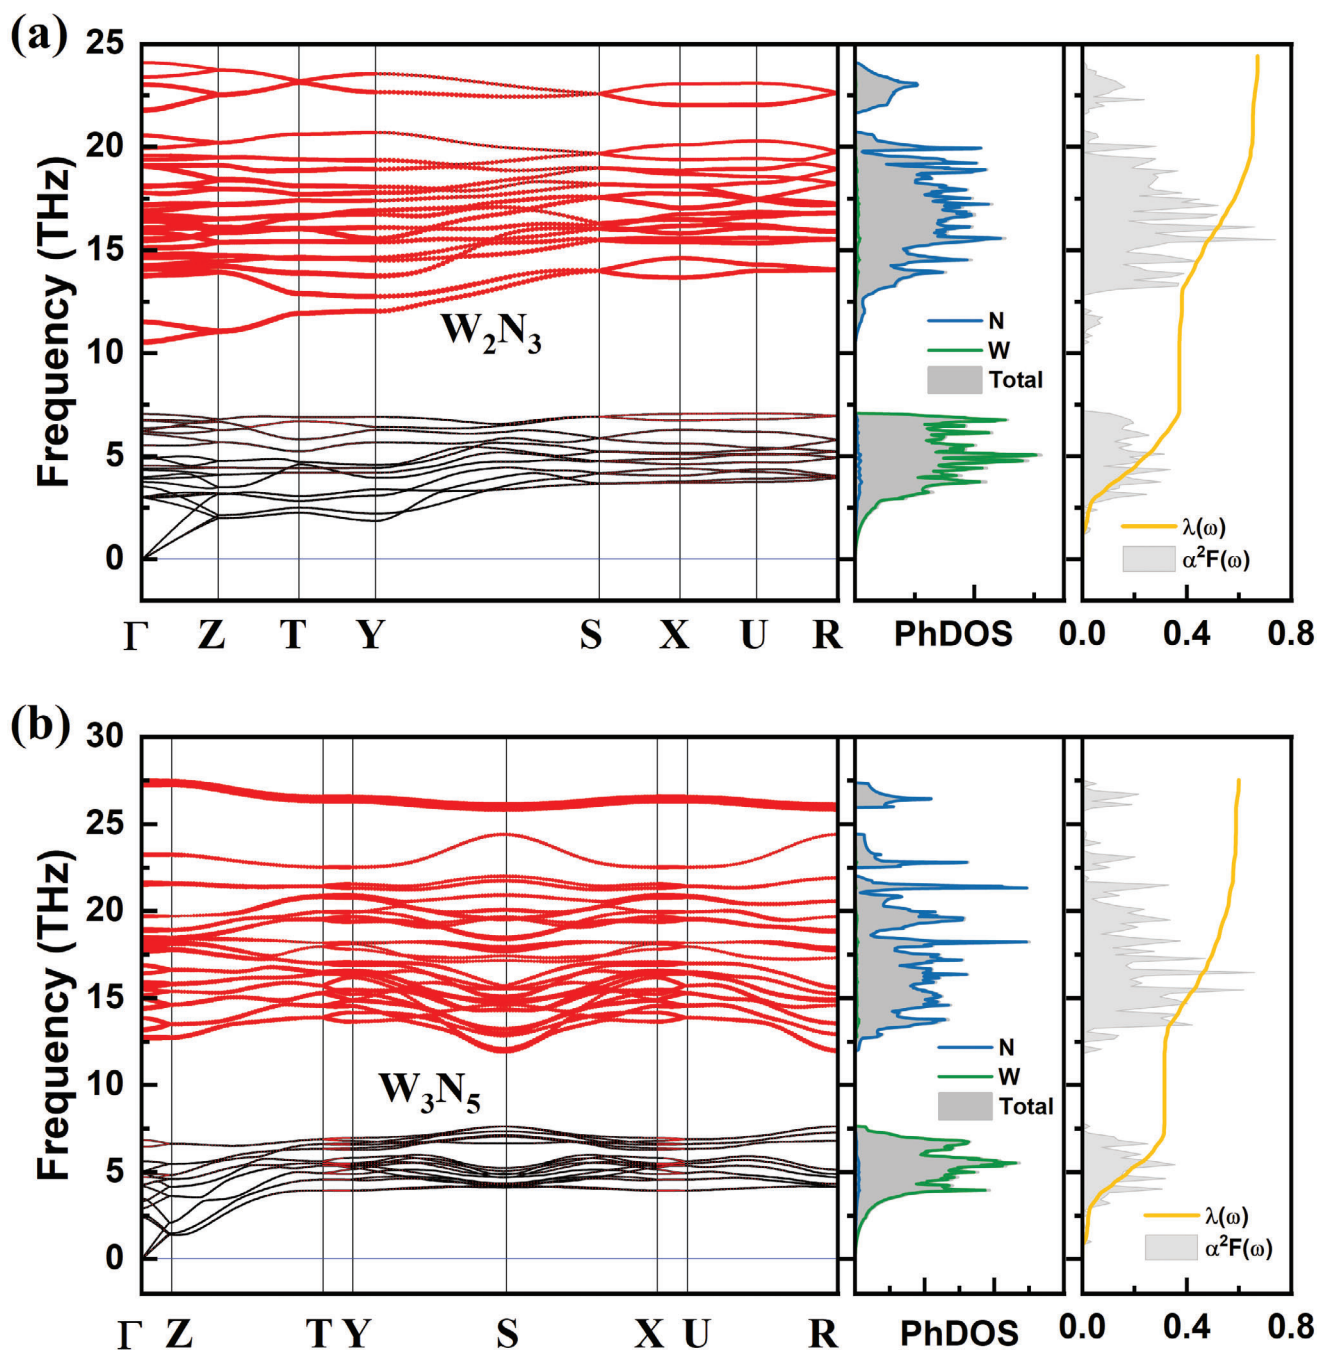 (a)
25
20
15
10
5
0
Frequency (THz)
W₂N₃
N
W
Total
λ(ω)
α²F(ω)
Γ Z T Y S X U R
PhDOS
0.0 0.4 0.8
(b)
30
25
20
15
10
5
0
Frequency (THz)
W₃N₅
N
W
Total
λ(ω)
α²F(ω)
Γ Z T Y S X U R
PhDOS
0.0 0.4 0.8